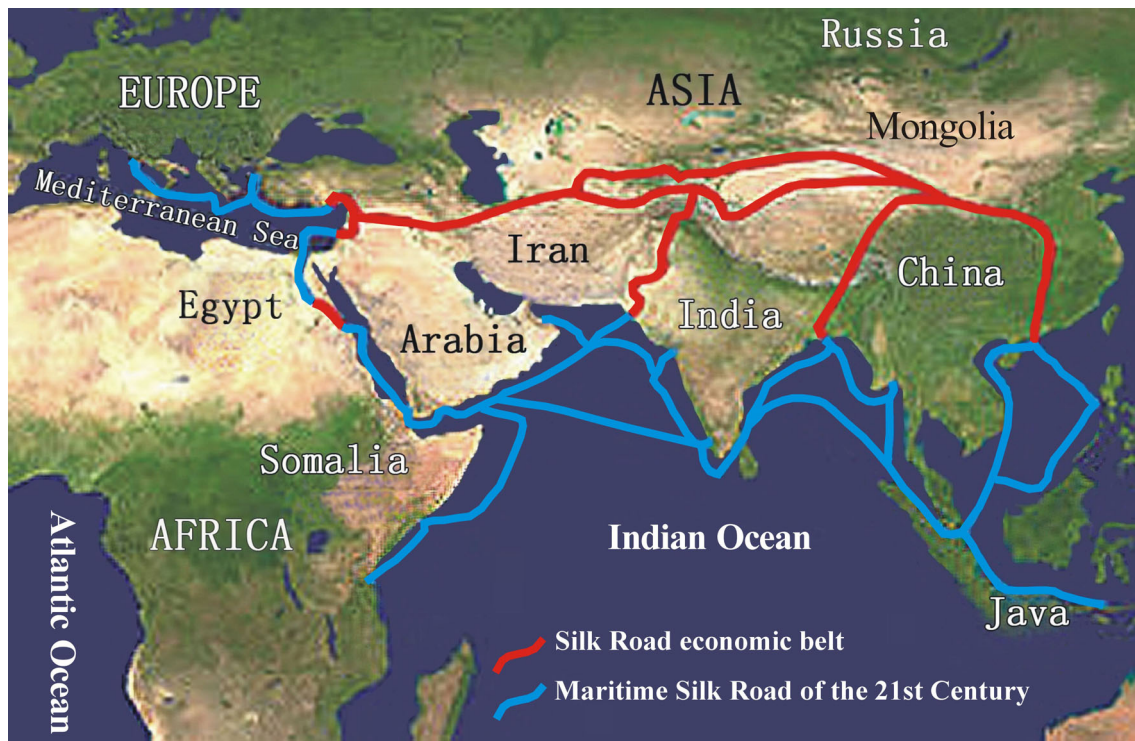 Russia
EUROPE
ASIA
Mongolia
Mediterranean Sea
Iran
China
Egypt
India
Arabia
Somalia
AFRICA
Indian Ocean
Atlantic Ocean
Java
Silk Road economic belt
Maritime Silk Road of the 21st Century